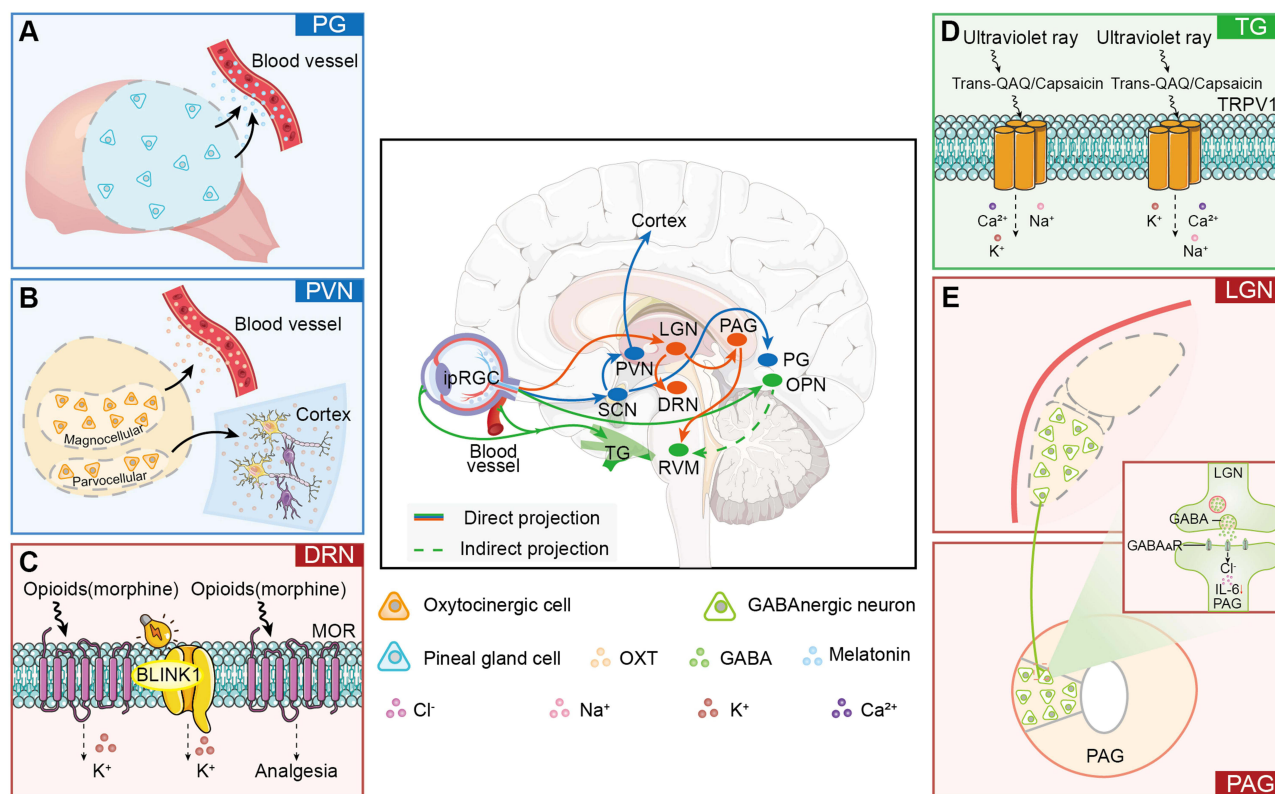 A
PG
Blood vessel
B
PVN
Blood vessel
Magnocellular
Parvocellular
Cortex
C
DRN
Opioids(morphine)
Opioids(morphine)
MOR
BLINK1
K⁺
K⁺
Analgesia
Cortex
LGN
PAG
PVN
PG
OPN
ipRGC
SCN
DRN
Blood
vessel
TG
RVM
Direct projection
Indirect projection
Oxytocinergic cell
GABAnergic neuron
Pineal gland cell
OXT
GABA
Melatonin
Cl⁻
Na⁺
K⁺
Ca²⁺
D
TG
Ultraviolet ray
Ultraviolet ray
Trans-QAQ/Capsaicin
Trans-QAQ/Capsaicin
TRPV1
Ca²⁺
Na⁺
K⁺
K⁺
Ca²⁺
Na⁺
E
LGN
LGN
GABA
GABAᴀR
Cl⁻
IL-6↓
PAG
PAG
PAG